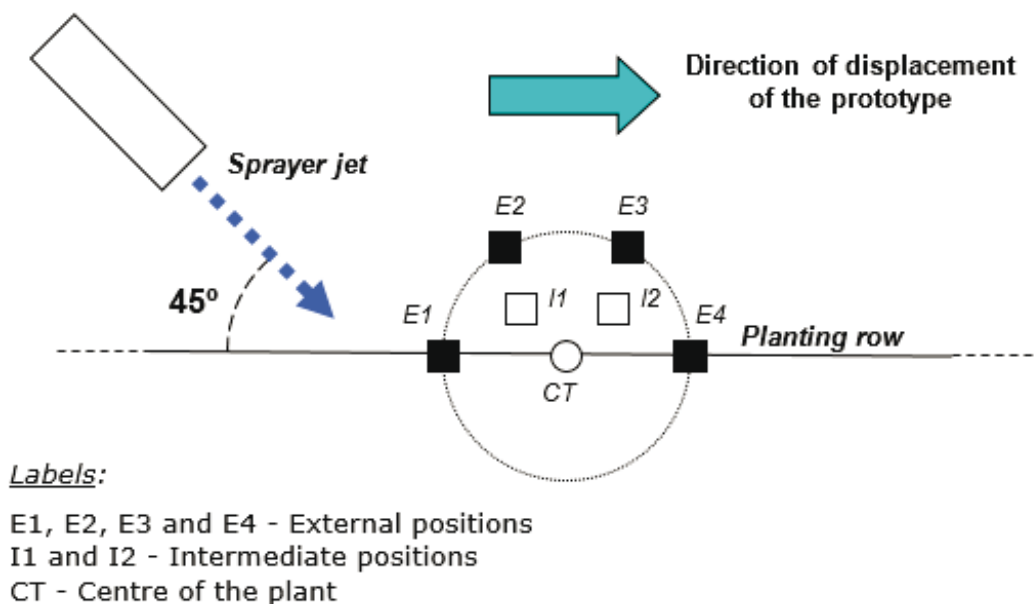 Direction of displacement
of the prototype
Sprayer jet
E2
E3
45º
I1
I2
E1
E4
Planting row
CT
Labels:
E1, E2, E3 and E4 - External positions
I1 and I2 - Intermediate positions
CT - Centre of the plant